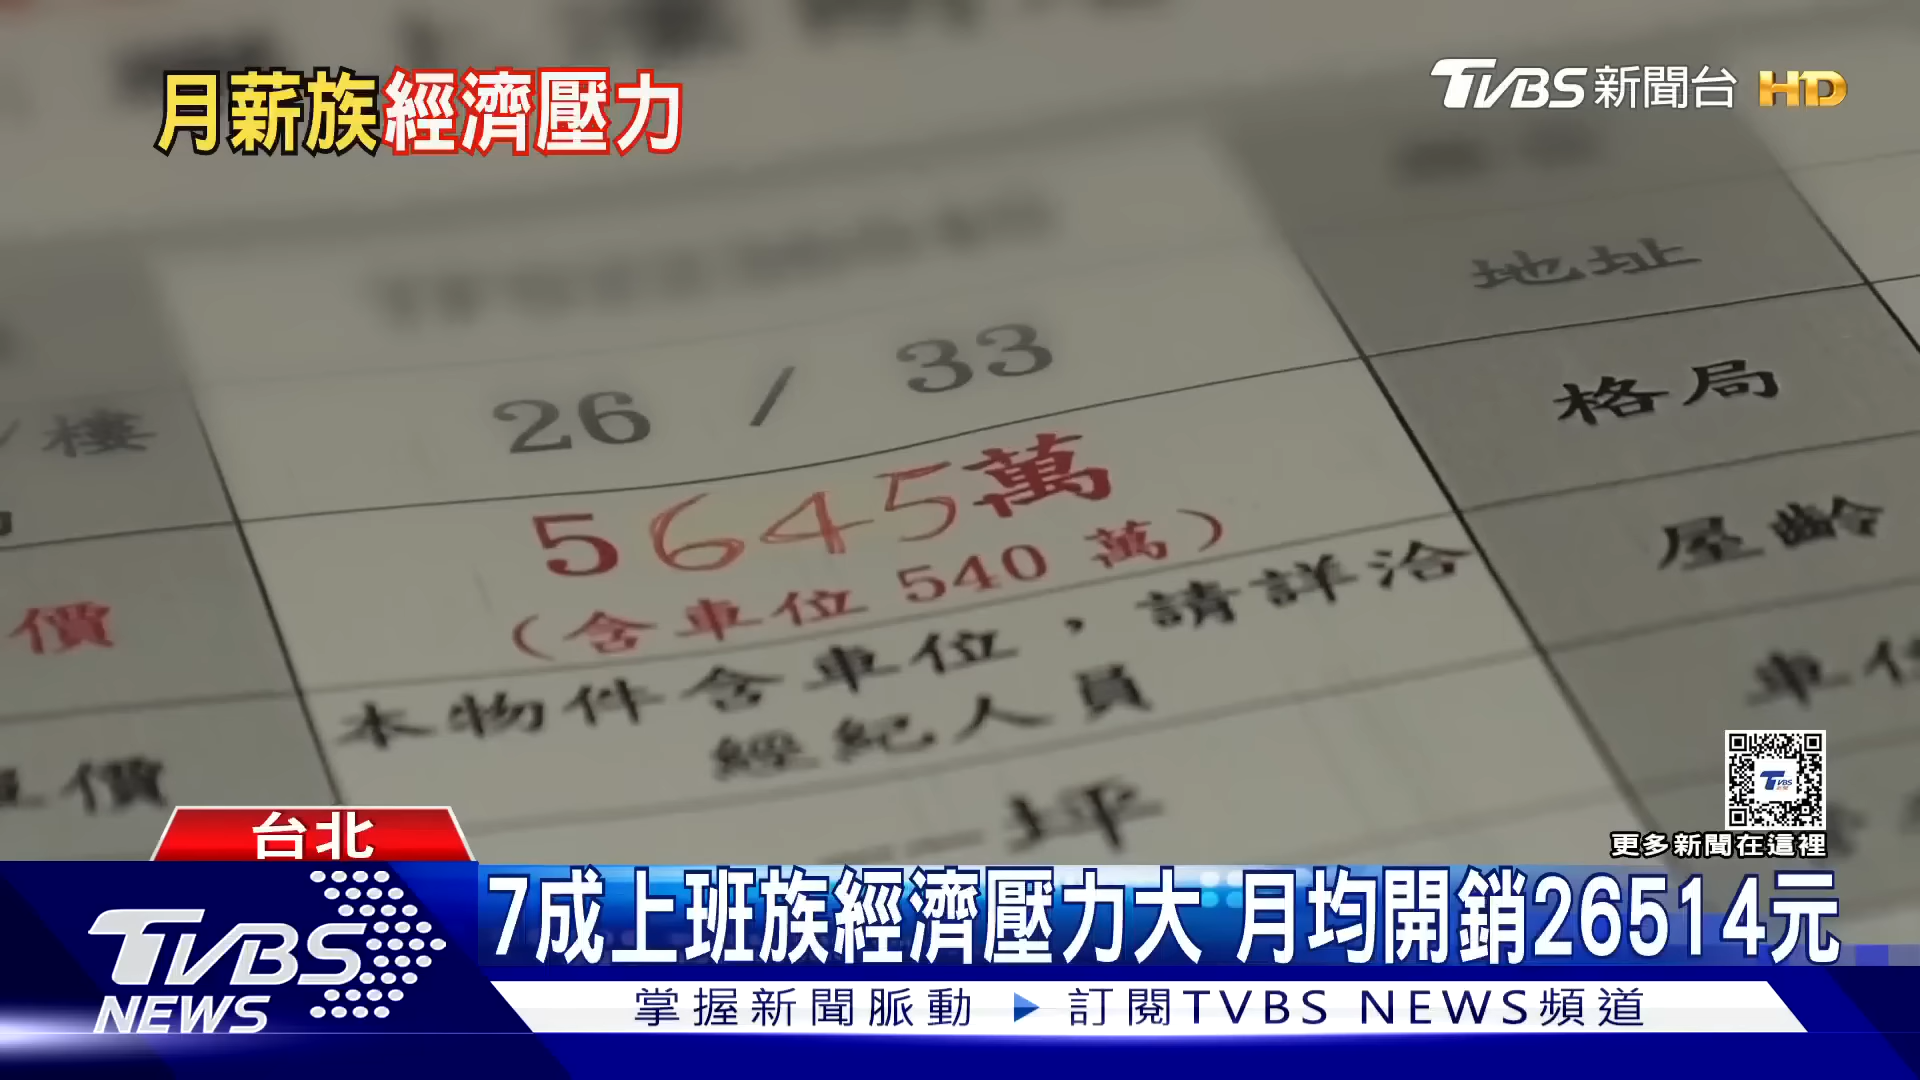 月薪族經濟壓力
TVBS新聞台 HD
地址
26 / 33
格局
樓
5645萬
(含車位 540 萬)
屋齡
價
本物件含車位，請詳洽
經紀人員
車位
價
坪
更多新聞在這裡
台北
7成上班族經濟壓力大 月均開銷26514元
TVBS NEWS
掌握新聞脈動 ▶ 訂閱TVBS NEWS頻道